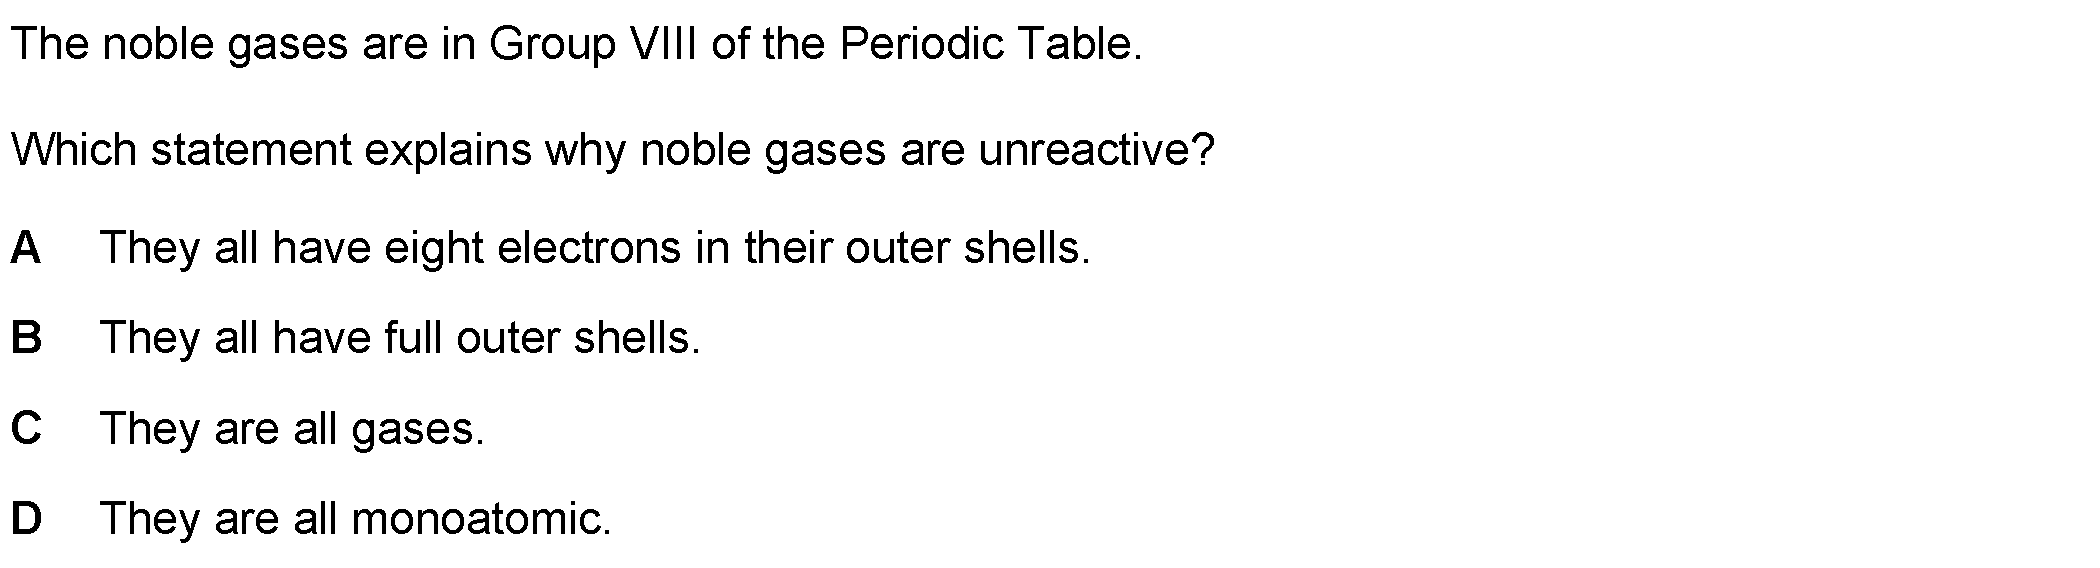 The noble gases are in Group VIII of the Periodic Table.
Which statement explains why noble gases are unreactive?
A They all have eight electrons in their outer shells.
B They all have full outer shells.
C They are all gases.
D They are all monoatomic.